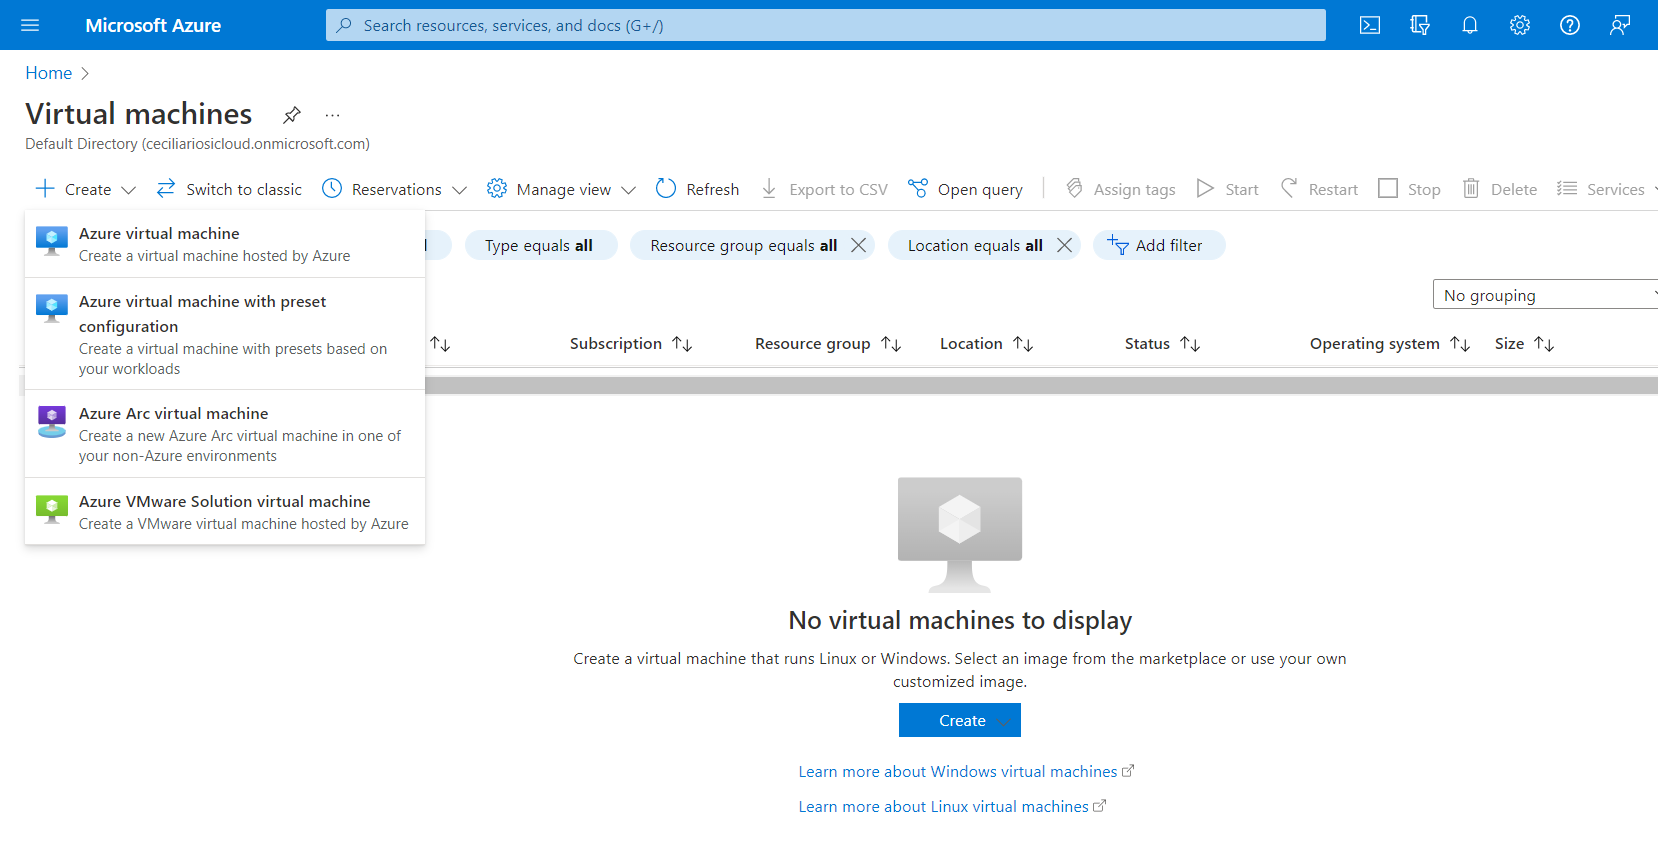 Microsoft Azure
Search resources, services, and docs (G+/)
Home
Virtual machines
Default Directory (ceciliariosicloud.onmicrosoft.com)
Create Switch to classic Reservations Manage view Refresh Export to CSV Open query Assign tags Start Restart Stop Delete Services
Type equals all Resource group equals all Location equals all Add filter
Azure virtual machine
Create a virtual machine hosted by Azure
Azure virtual machine with preset
configuration
Create a virtual machine with presets based on
your workloads
Azure Arc virtual machine
Create a new Azure Arc virtual machine in one of
your non-Azure environments
Azure VMware Solution virtual machine
Create a VMware virtual machine hosted by Azure
No grouping
Subscription Resource group Location Status Operating system Size
No virtual machines to display
Create a virtual machine that runs Linux or Windows. Select an image from the marketplace or use your own
customized image.
Create
Learn more about Windows virtual machines
Learn more about Linux virtual machines